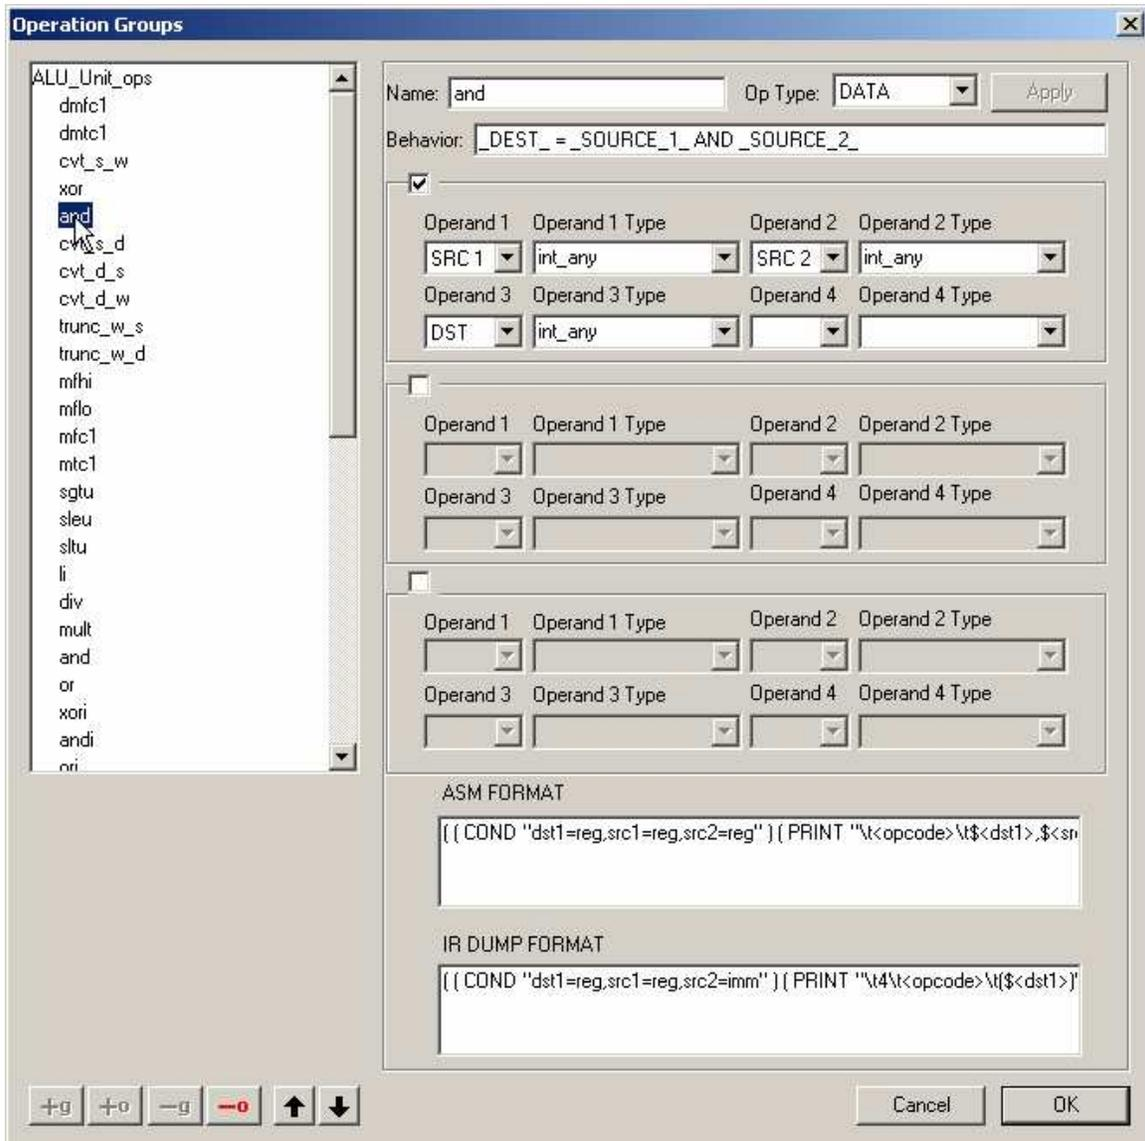 Operation Groups
ALU_Unit_ops
dmfc1
dmtc1
cvt_s_w
xor
and
cvt_s_d
cvt_d_s
cvt_d_w
trunc_w_s
trunc_w_d
mfhi
mflo
mfc1
mtc1
sgtu
sleu
sltu
li
div
mult
and
or
xori
andi
ori
Name: and Op Type: DATA Apply
Behavior: _DEST_ = _SOURCE_1_ AND _SOURCE_2_
Operand 1 Operand 1 Type Operand 2 Operand 2 Type
SRC 1 int_any SRC 2 int_any
Operand 3 Operand 3 Type Operand 4 Operand 4 Type
DST int_any
Operand 1 Operand 1 Type Operand 2 Operand 2 Type
Operand 3 Operand 3 Type Operand 4 Operand 4 Type
Operand 1 Operand 1 Type Operand 2 Operand 2 Type
Operand 3 Operand 3 Type Operand 4 Operand 4 Type
ASM FORMAT
( ( COND "dst1=reg,src1=reg,src2=reg" ) ( PRINT "\t<opcode>\t$<dst1>,$<sr
IR DUMP FORMAT
( ( COND "dst1=reg,src1=reg,src2=imm" ) ( PRINT "\t4\t<opcode>\t($<dst1>)"
+g +o −g −o Cancel OK